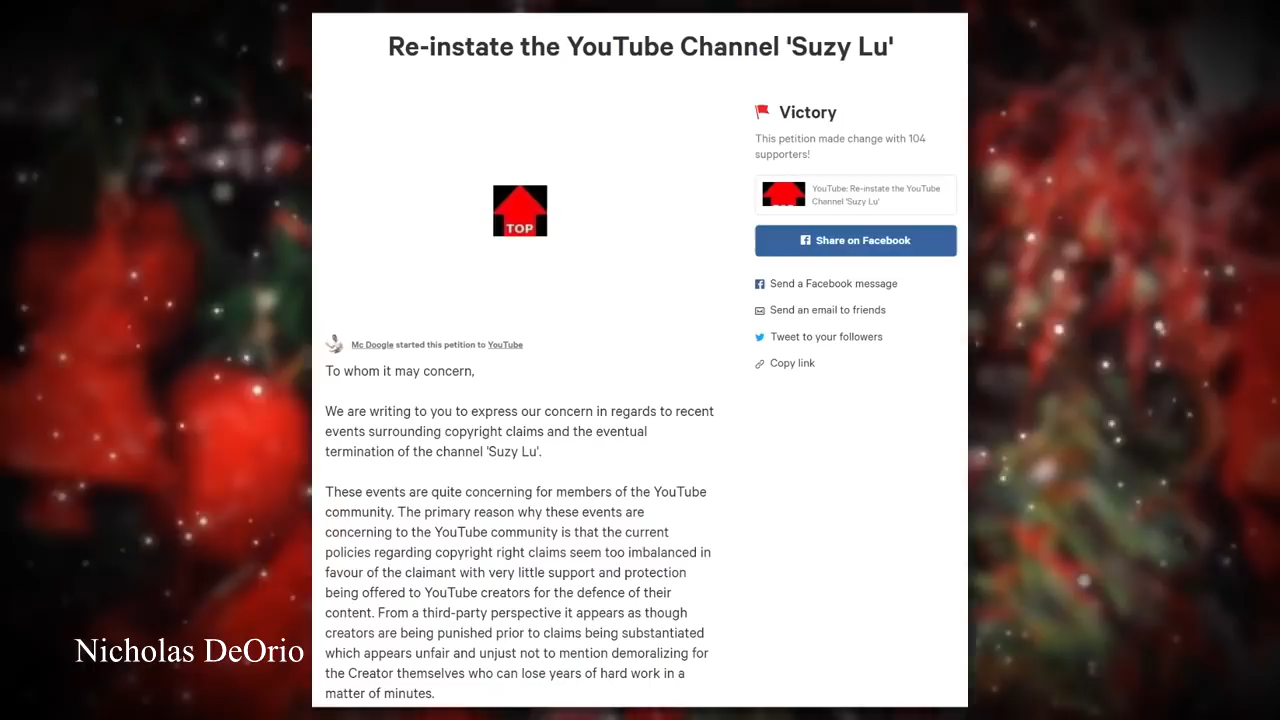 Re-instate the YouTube Channel 'Suzy Lu'
TOP
Mc Doogle started this petition to YouTube
To whom it may concern,
We are writing to you to express our concern in regards to recent
events surrounding copyright claims and the eventual
termination of the channel 'Suzy Lu'.
These events are quite concerning for members of the YouTube
community. The primary reason why these events are
concerning to the YouTube community is that the current
policies regarding copyright right claims seem too imbalanced in
favour of the claimant with very little support and protection
being offered to YouTube creators for the defence of their
content. From a third-party perspective it appears as though
creators are being punished prior to claims being substantiated
which appears unfair and unjust not to mention demoralizing for
the Creator themselves who can lose years of hard work in a
matter of minutes.
Victory
This petition made change with 104
supporters!
YouTube: Re-instate the YouTube
Channel 'Suzy Lu'
Share on Facebook
Send a Facebook message
Send an email to friends
Tweet to your followers
Copy link
Nicholas DeOrio